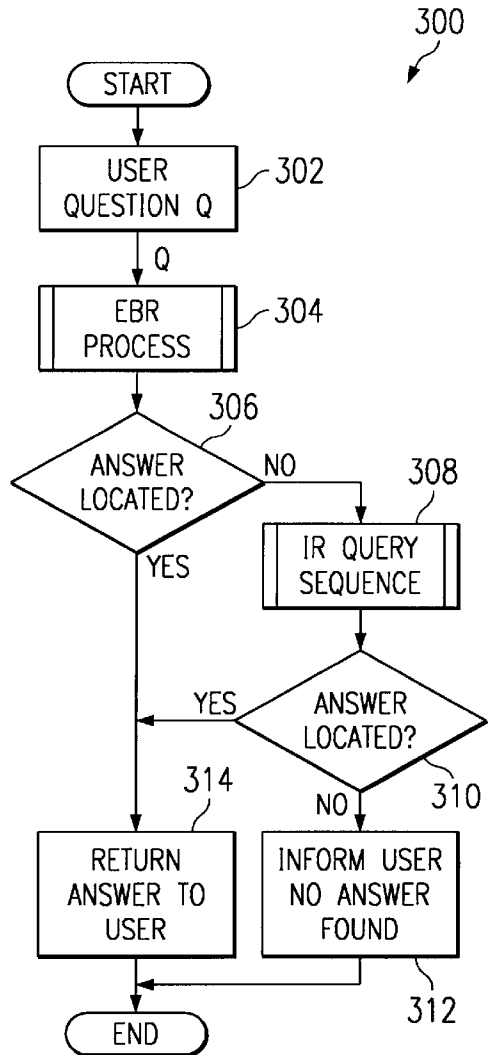 300
START
USER
QUESTION Q
302
Q
EBR
PROCESS
304
306
ANSWER
LOCATED?
NO
YES
308
IR QUERY
SEQUENCE
YES
ANSWER
LOCATED?
310
NO
314
RETURN
ANSWER TO
USER
INFORM USER
NO ANSWER
FOUND
312
END